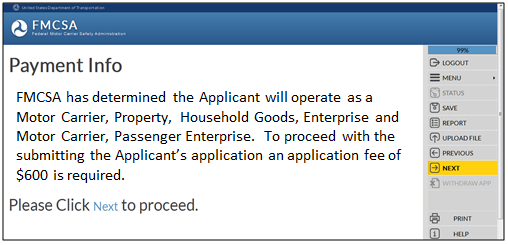 United States Department of Transportation
FMCSA
Federal Motor Carrier Safety Administration
Payment Info
FMCSA has determined the Applicant will operate as a
Motor Carrier, Property, Household Goods, Enterprise and
Motor Carrier, Passenger Enterprise. To proceed with the
submitting the Applicant's application an application fee of
$600 is required.
Please Click Next to proceed.
99%
LOGOUT
MENU
STATUS
SAVE
REPORT
UPLOAD FILE
PREVIOUS
NEXT
WITHDRAW APP
PRINT
HELP